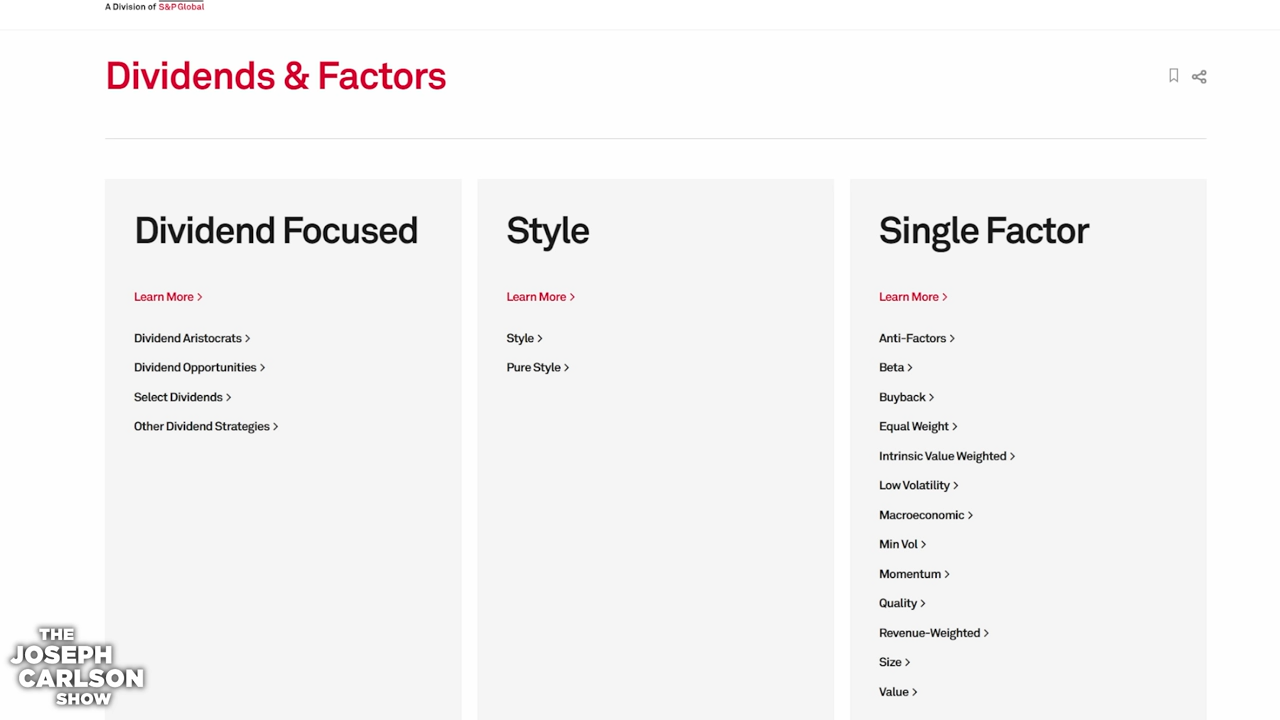 A Division of S&P Global
Dividends & Factors
Dividend Focused
Learn More >
Dividend Aristocrats >
Dividend Opportunities >
Select Dividends >
Other Dividend Strategies >
Style
Learn More >
Style >
Pure Style >
Single Factor
Learn More >
Anti-Factors >
Beta >
Buyback >
Equal Weight >
Intrinsic Value Weighted >
Low Volatility >
Macroeconomic >
Min Vol >
Momentum >
Quality >
Revenue-Weighted >
Size >
Value >
THE
JOSEPH
CARLSON
SHOW